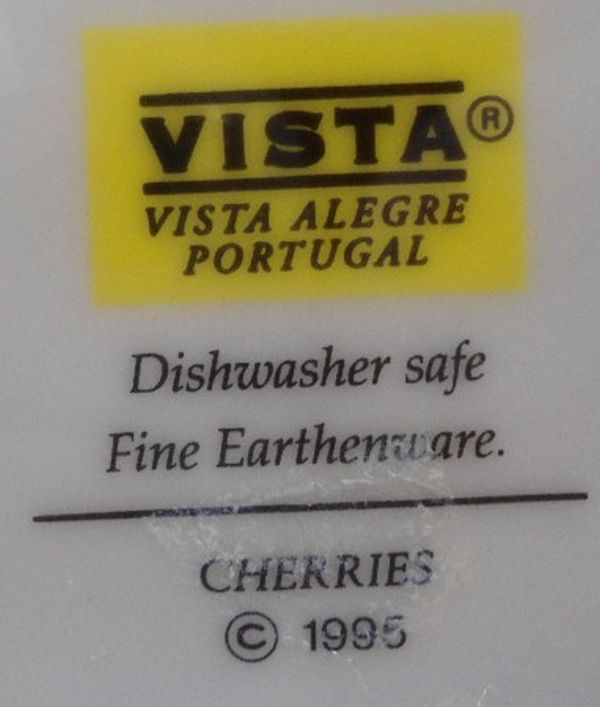 VISTA®
VISTA ALEGRE
PORTUGAL
Dishwasher safe
Fine Earthenware.
CHERRIES
© 1995